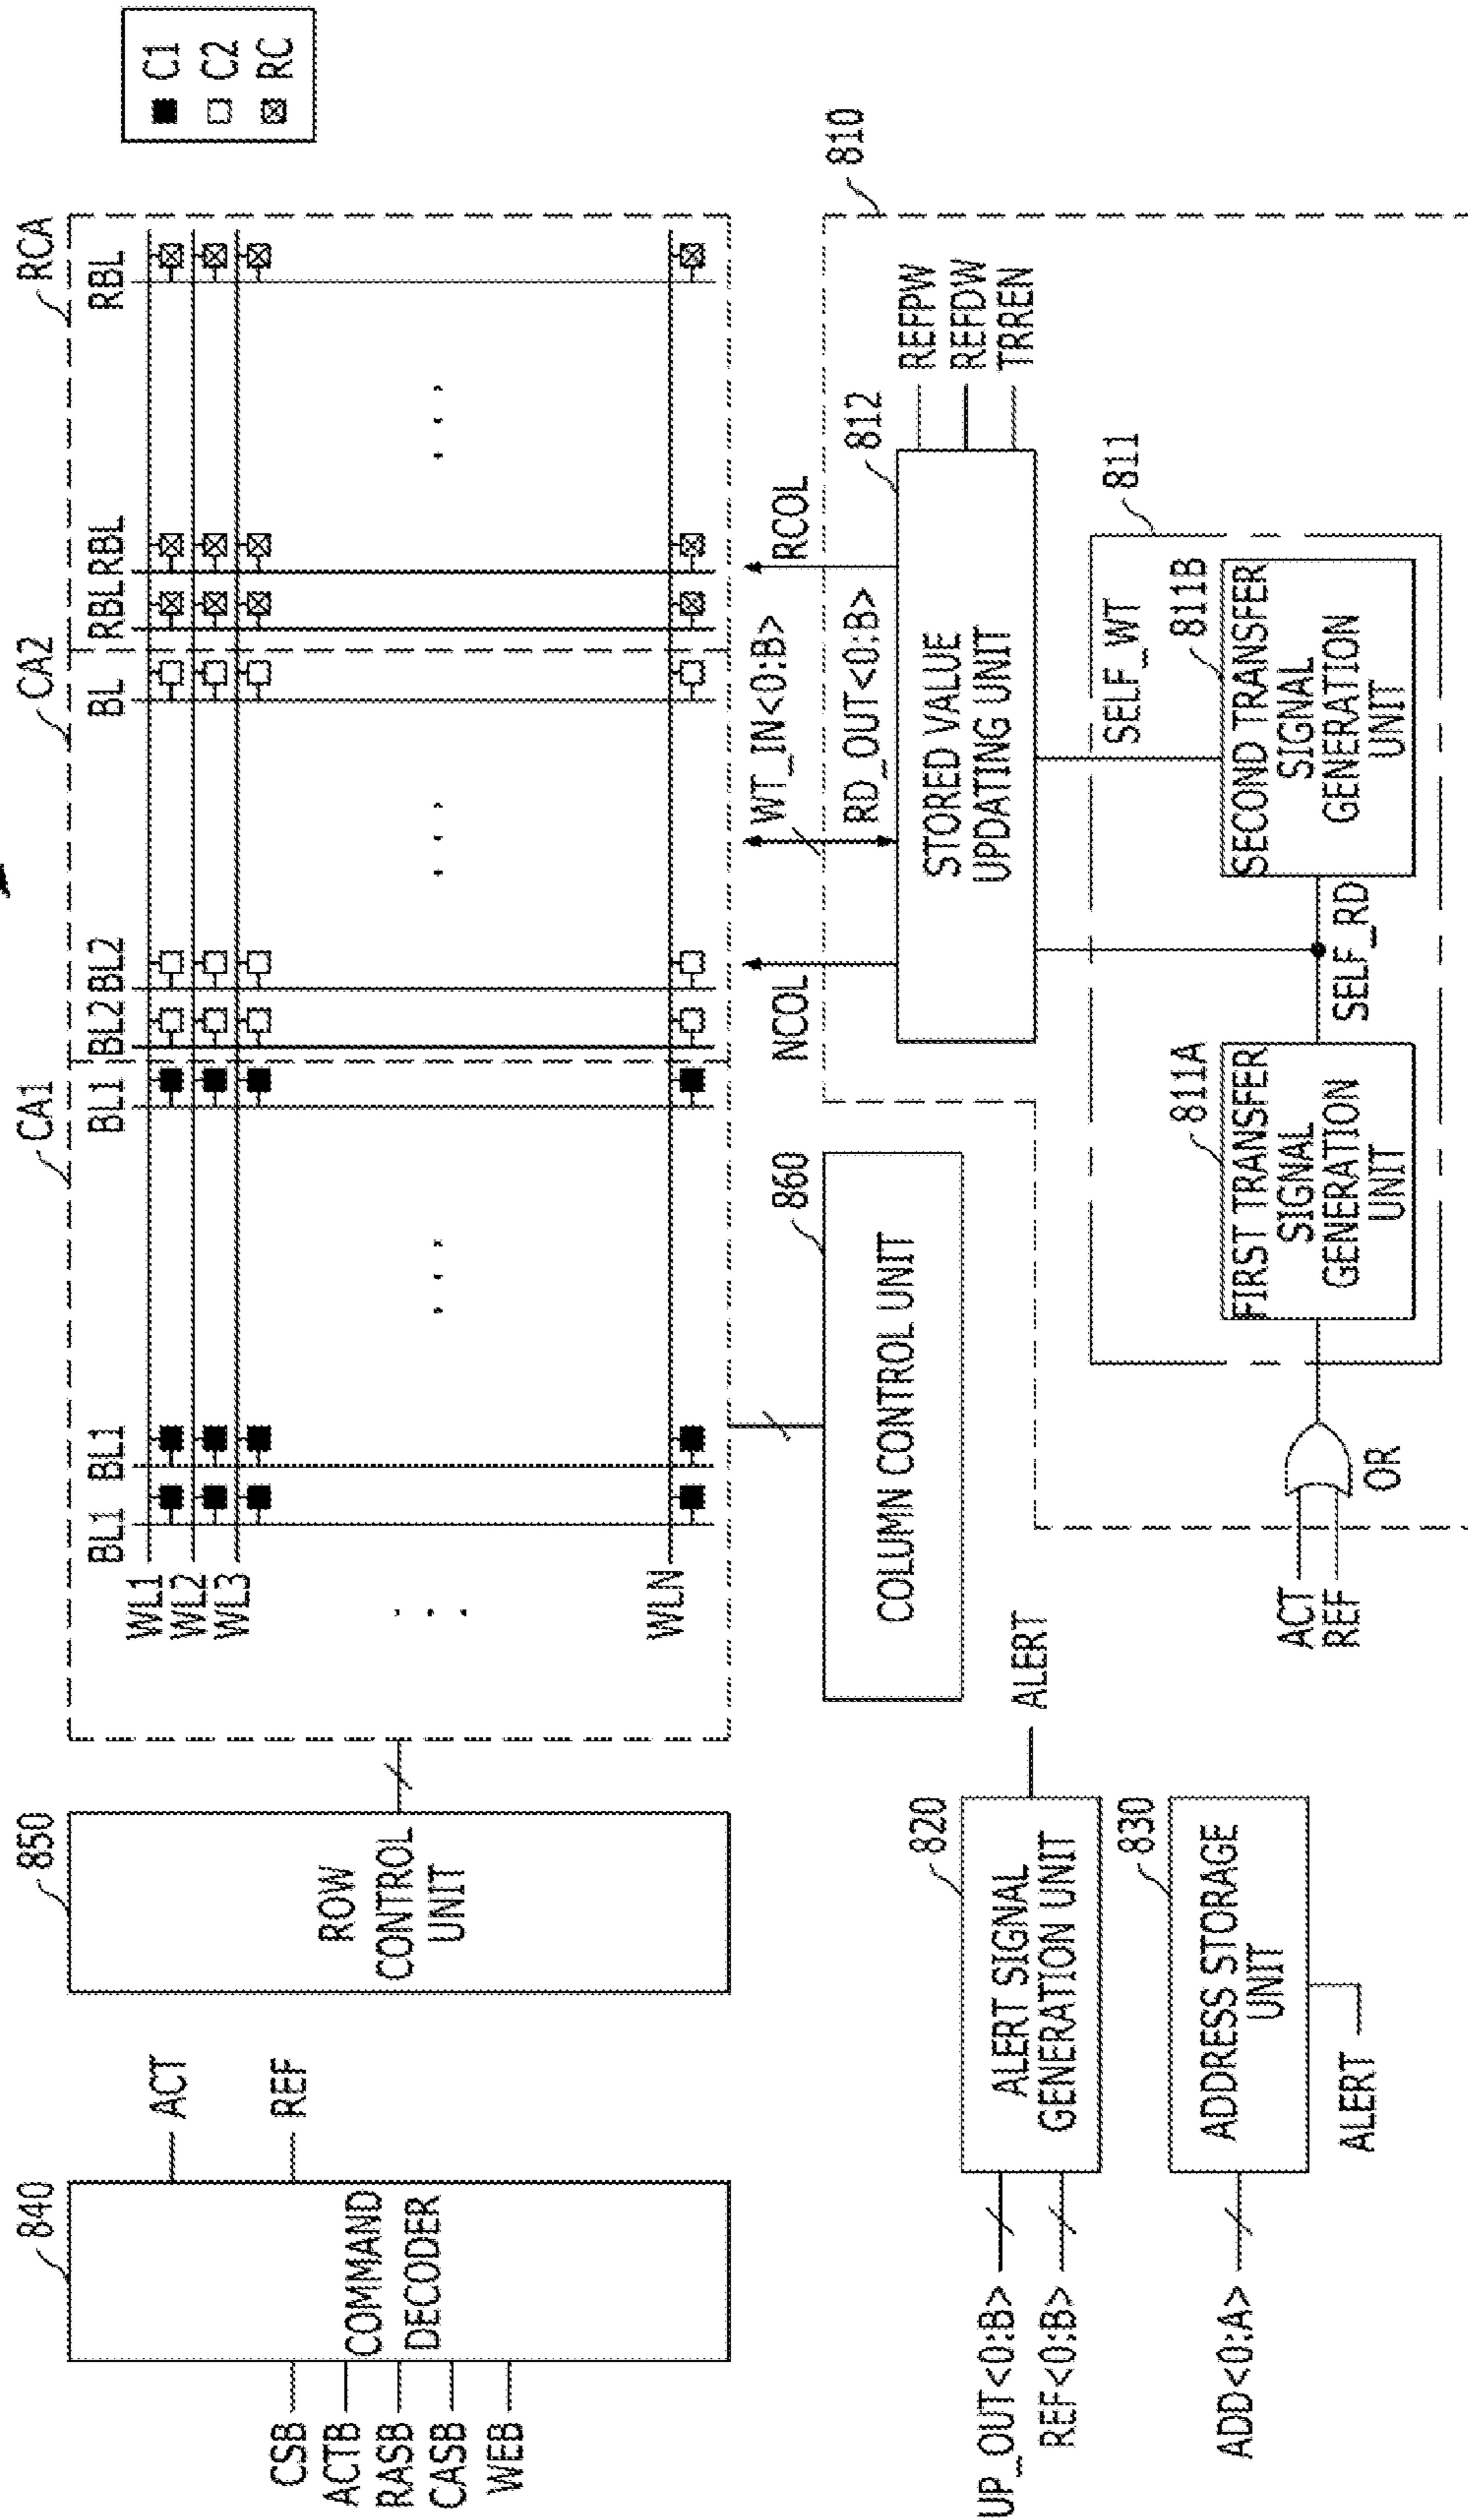 840
COMMAND
DECODER
CSB
ACTB
RASB
CASB
WEB
ACT
REF
850
ROW
CONTROL
UNIT
CA1
CA2
RCA
BL1
BL1
BL1
BL2
BL2
BL
RBL
RBL
RBL
WL1
WL2
WL3
WLN
C1
C2
RC
860
COLUMN CONTROL UNIT
NCOL
WT_IN<0:B>
RD_OUT<0:B>
RCOL
810
812
STORED VALUE
UPDATING UNIT
REFPW
REFDW
TRREN
UP_OUT<0:B>
REF<0:B>
820
ALERT SIGNAL
GENERATION UNIT
ALERT
ADD<0:A>
830
ADDRESS STORAGE
UNIT
ALERT
ACT
REF
OR
811
811A
FIRST TRANSFER
SIGNAL
GENERATION
UNIT
SELF_RD
SELF_WT
811B
SECOND TRANSFER
SIGNAL
GENERATION
UNIT